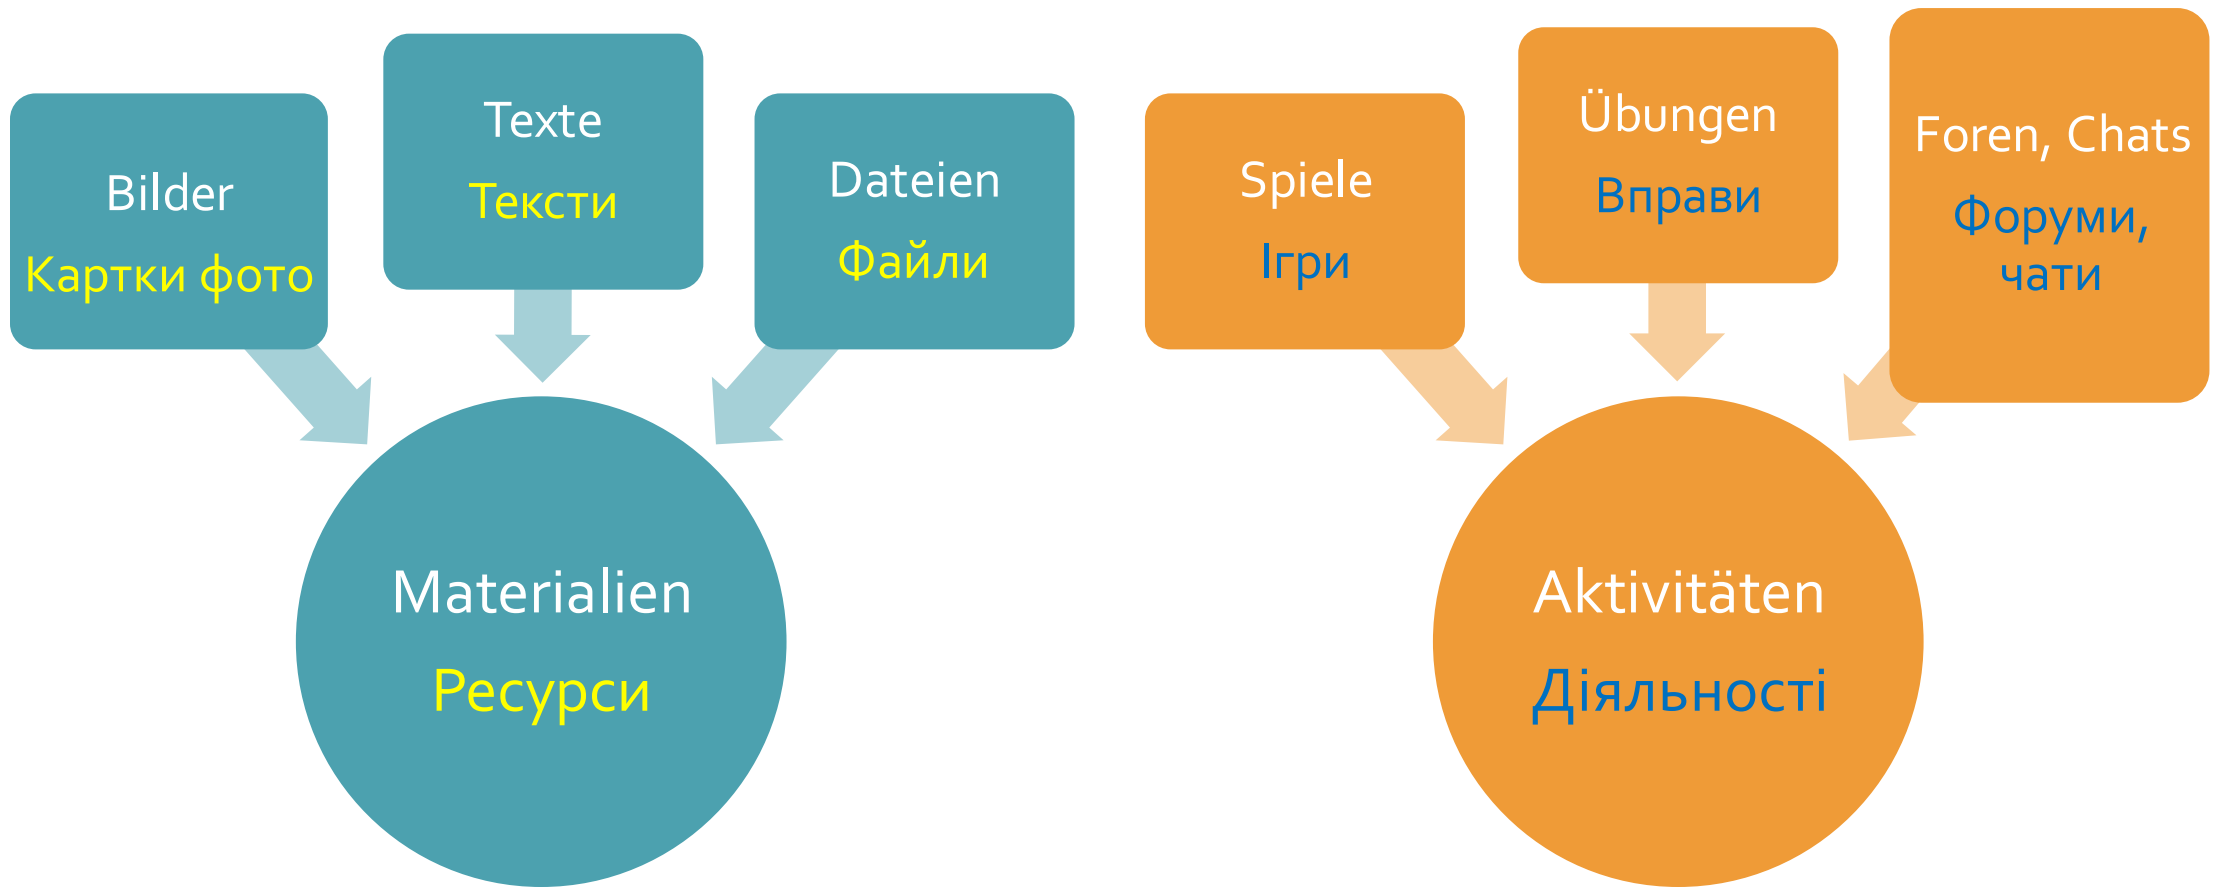 Bilder
Картки фото
Texte
Тексти
Dateien
Файли
Materialien
Ресурси
Spiele
Ігри
Übungen
Вправи
Foren, Chats
Форуми,
чати
Aktivitäten
Діяльності